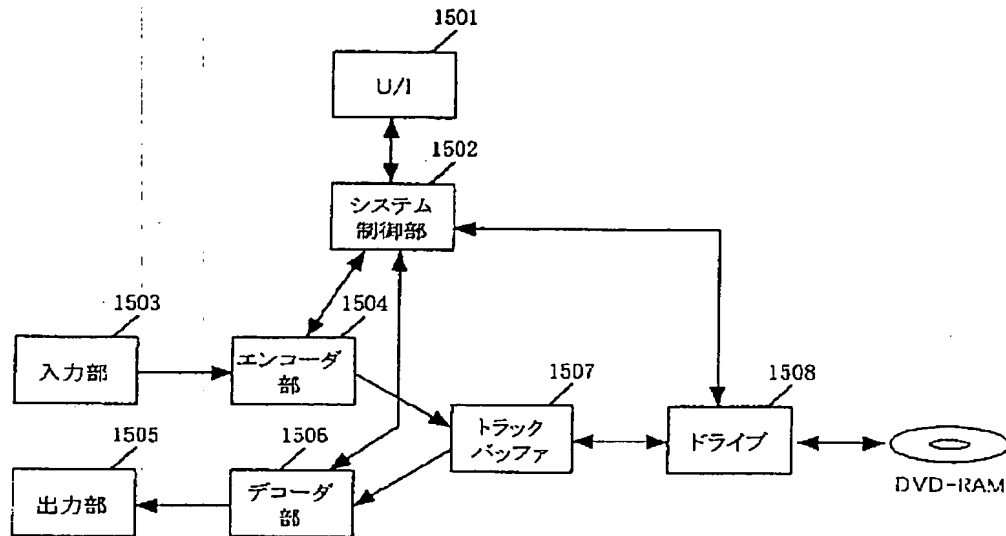 1501
U/I
1502
システム
制御部
1503
入力部
1504
エンコーダ
部
1507
トラック
バッファ
1508
ドライブ
1505
出力部
1506
デコーダ
部
DVD-RAM